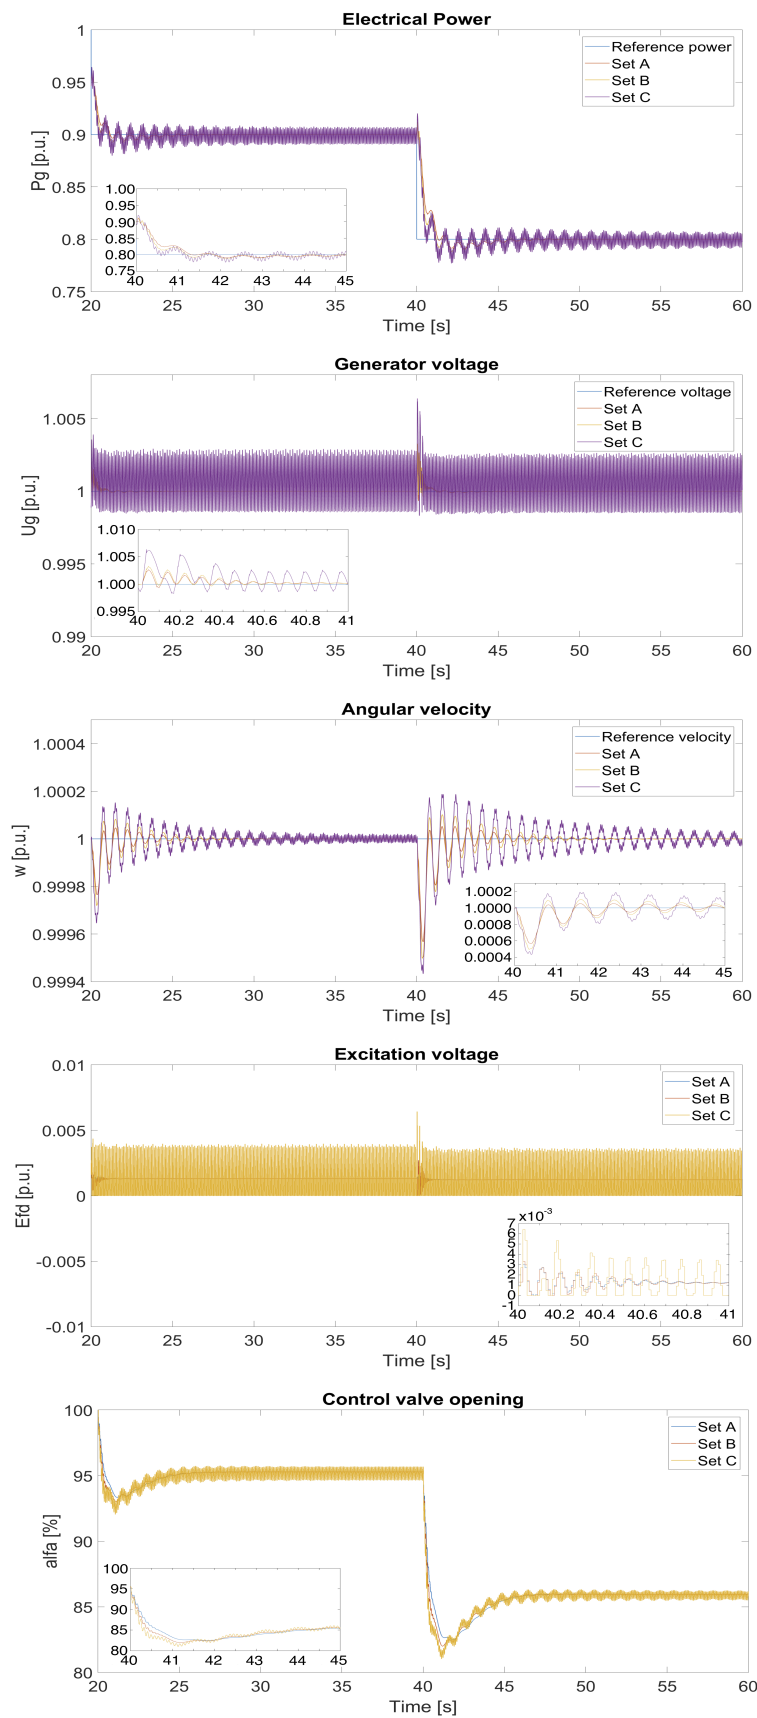 Electrical Power
1
0.95
0.9
0.85
0.8
0.75
Pg [p.u.]
Reference power
Set A
Set B
Set C
1.00
0.95
0.90
0.85
0.80
0.75
40 41 42 43 44 45
20 25 30 35 40 45 50 55 60
Time [s]
Generator voltage
1.005
1
0.995
0.99
Ug [p.u.]
Reference voltage
Set A
Set B
Set C
1.010
1.005
1.000
0.995
40 40.2 40.4 40.6 40.8 41
20 25 30 35 40 45 50 55 60
Time [s]
Angular velocity
1.0004
1.0002
1
0.9998
0.9996
0.9994
w [p.u.]
Reference velocity
Set A
Set B
Set C
1.0002
1.0000
0.0008
0.0006
0.0004
40 41 42 43 44 45
20 25 30 35 40 45 50 55 60
Time [s]
Excitation voltage
0.01
0.005
0
-0.005
-0.01
Efd [p.u.]
Set A
Set B
Set C
x10-3
7
6
5
4
3
2
1
0
-1
40 40.2 40.4 40.6 40.8 41
20 25 30 35 40 45 50 55 60
Time [s]
Control valve opening
100
95
90
85
80
alfa [%]
Set A
Set B
Set C
100
95
90
85
80
40 41 42 43 44 45
20 25 30 35 40 45 50 55 60
Time [s]